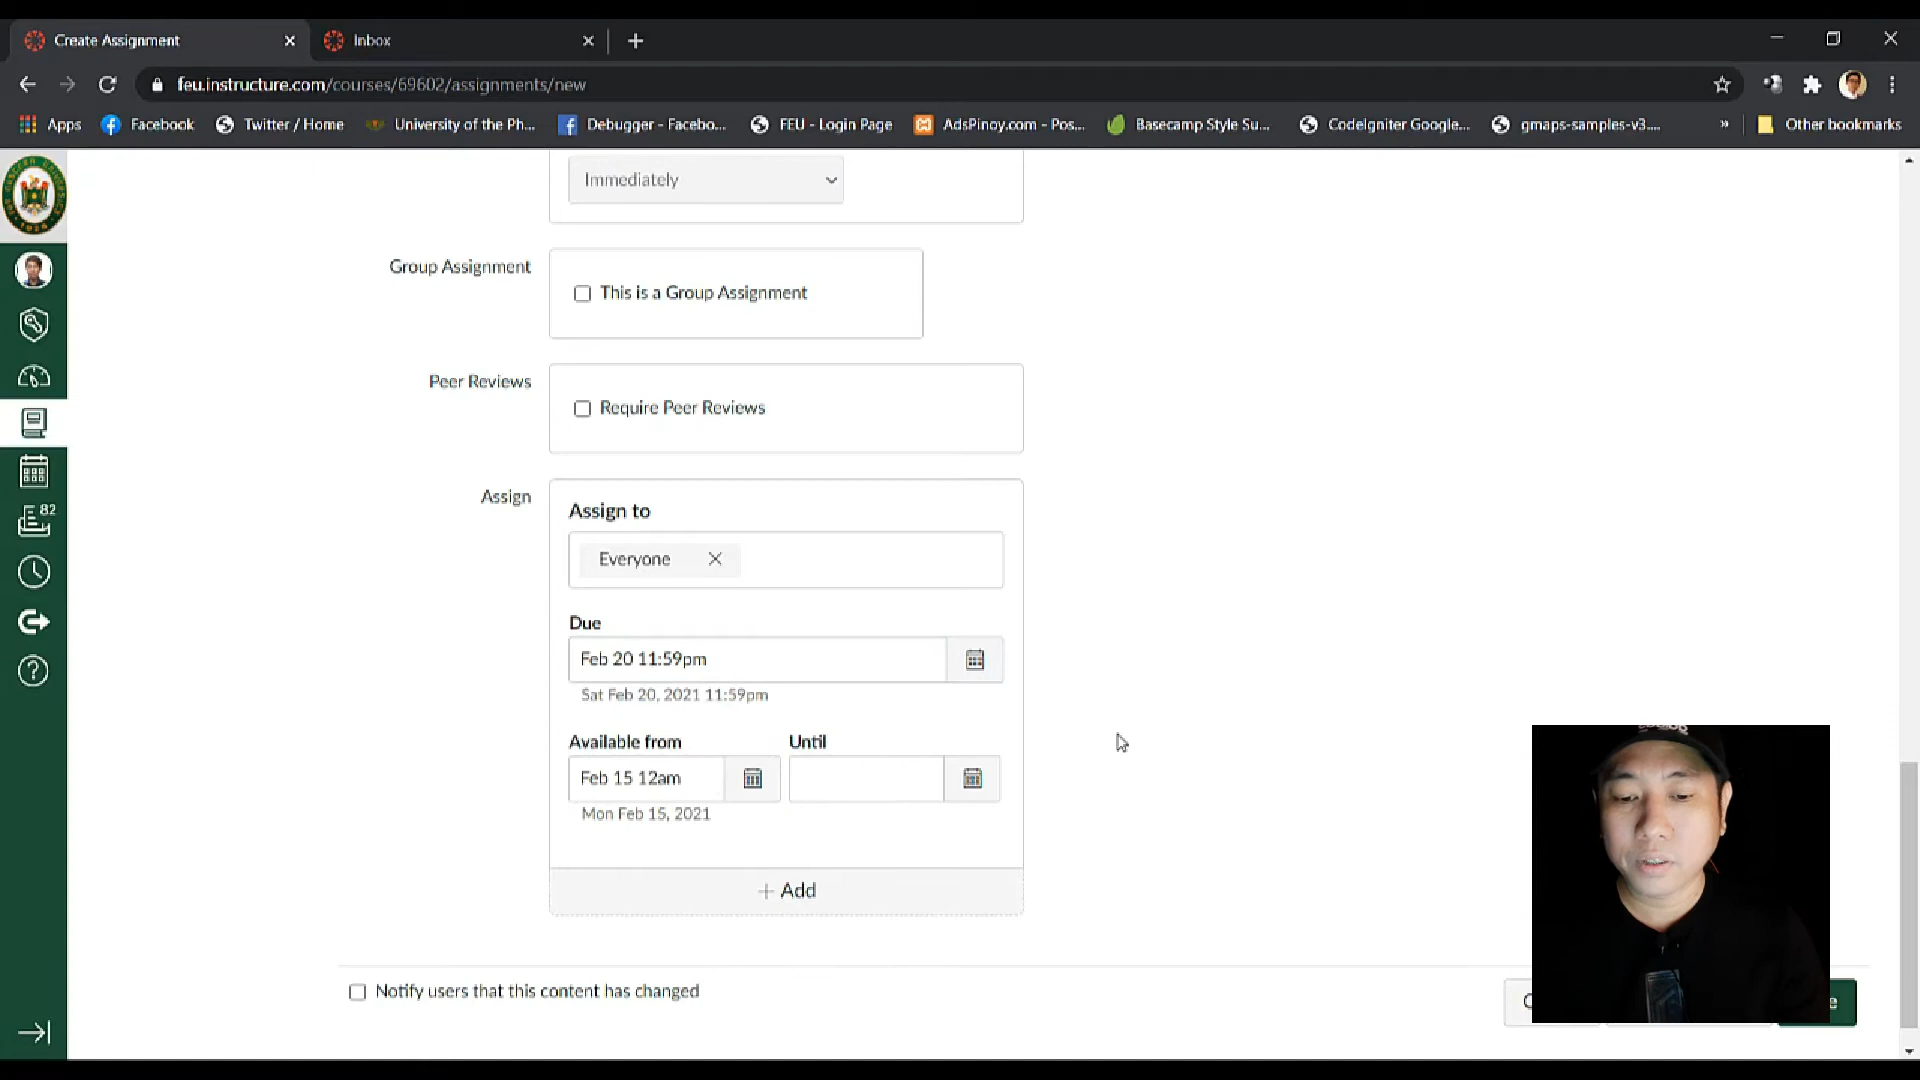 Create Assignment
Inbox
feu.instructure.com/courses/69602/assignments/new
Apps
Facebook
Twitter / Home
University of the Ph...
Debugger - Facebo...
FEU - Login Page
AdsPinoy.com - Pos...
Basecamp Style Su...
CodeIgniter Google...
gmaps-samples-v3....
»
Other bookmarks
Immediately
Group Assignment
This is a Group Assignment
Peer Reviews
Require Peer Reviews
Assign
Assign to
Everyone
Due
Feb 20 11:59pm
Sat Feb 20, 2021 11:59pm
Available from
Until
Feb 15 12am
Mon Feb 15, 2021
+ Add
82
Notify users that this content has changed